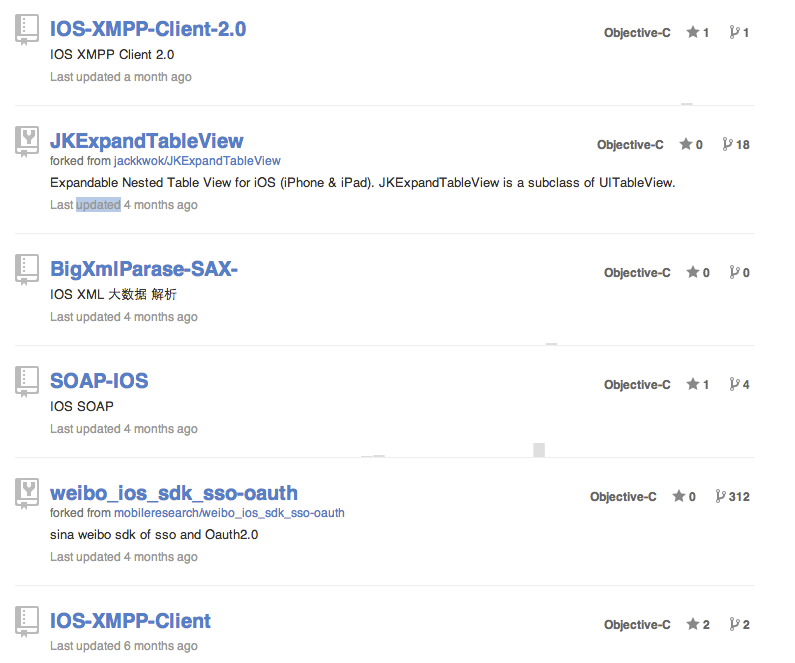 IOS-XMPP-Client-2.0
Objective-C 1 1
IOS XMPP Client 2.0
Last updated a month ago
JKExpandTableView
Objective-C 0 18
forked from jackkwok/JKExpandTableView
Expandable Nested Table View for iOS (iPhone & iPad). JKExpandTableView is a subclass of UITableView.
Last updated 4 months ago
BigXmlParase-SAX-
Objective-C 0 0
IOS XML 大数据 解析
Last updated 4 months ago
SOAP-IOS
Objective-C 1 4
IOS SOAP
Last updated 4 months ago
weibo_ios_sdk_sso-oauth
Objective-C 0 312
forked from mobileresearch/weibo_ios_sdk_sso-oauth
sina weibo sdk of sso and Oauth2.0
Last updated 4 months ago
IOS-XMPP-Client
Objective-C 2 2
Last updated 6 months ago